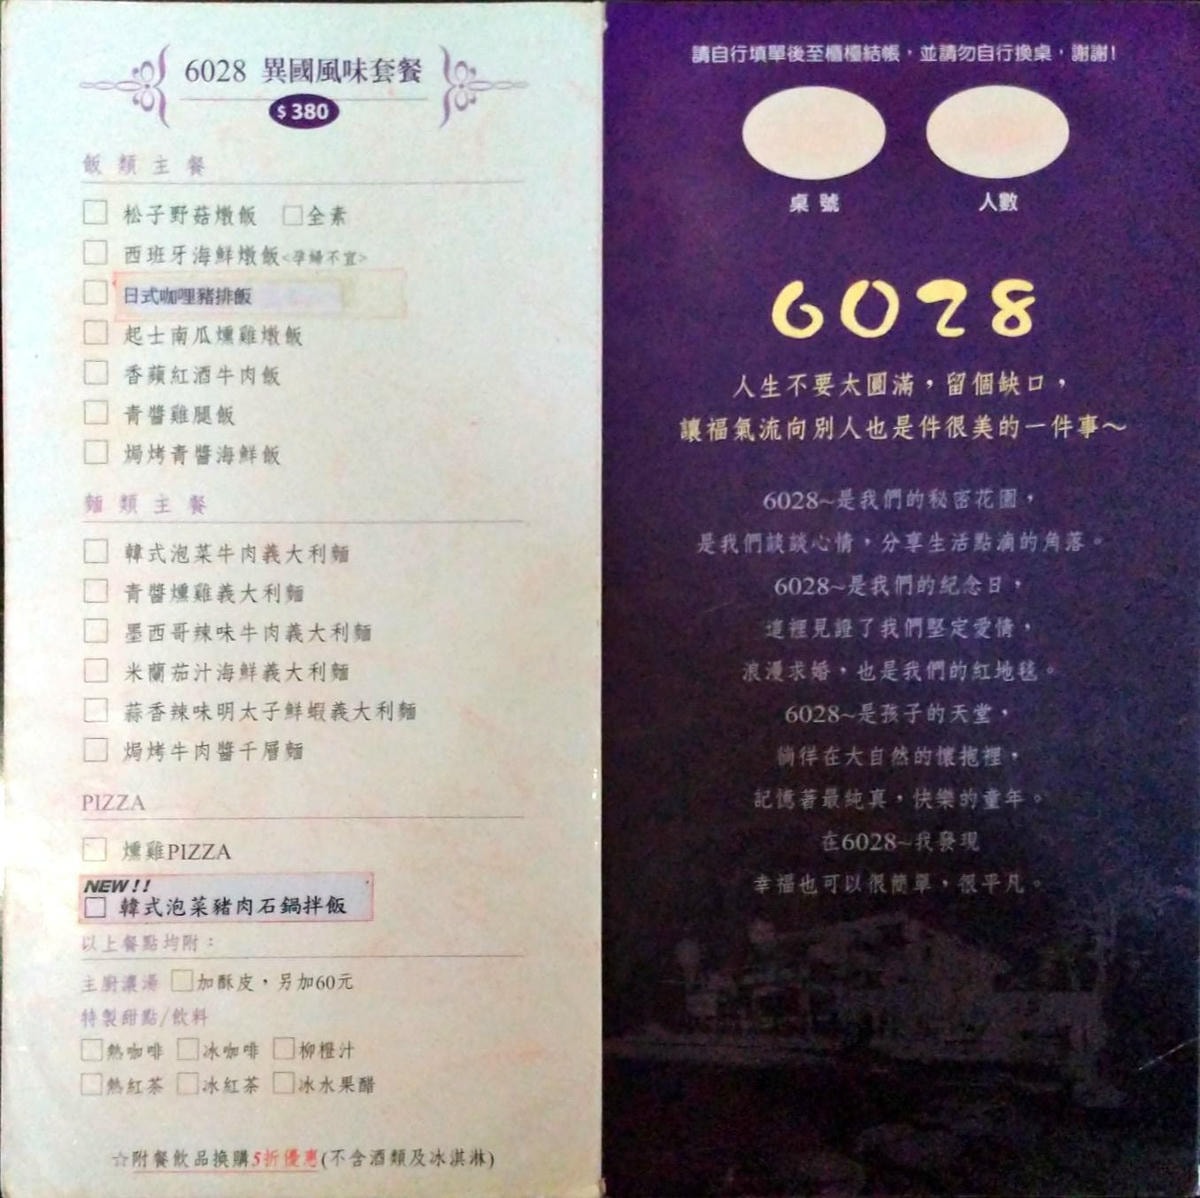 6028 異國風味套餐
$ 380
飯類主餐
□ 松子野菇燉飯 □全素
□ 西班牙海鮮燉飯<孕婦不宜>
□ 日式咖哩豬排飯
□ 起士南瓜燻雞燉飯
□ 香蘋紅酒牛肉飯
□ 青醬雞腿飯
□ 焗烤青醬海鮮飯
麵類主餐
□ 韓式泡菜牛肉義大利麵
□ 青醬燻雞義大利麵
□ 墨西哥辣味牛肉義大利麵
□ 米蘭茄汁海鮮義大利麵
□ 蒜香辣味明太子鮮蝦義大利麵
□ 焗烤牛肉醬千層麵
PIZZA
□ 燻雞PIZZA
NEW!!
□ 韓式泡菜豬肉石鍋拌飯
以上餐點均附：
主廚濃湯 □加酥皮，另加60元
特製甜點/飲料
□熱咖啡 □冰咖啡 □柳橙汁
□熱紅茶 □冰紅茶 □冰水果醋
☆附餐飲品換購5折優惠(不含酒類及冰淇淋)
請自行填單後至櫃檯結帳，並請勿自行換桌，謝謝!
桌號 人數
6028
人生不要太圓滿，留個缺口，
讓福氣流向別人也是件很美的一件事～
6028~是我們的秘密花園，
是我們談談心情，分享生活點滴的角落。
6028~是我們的紀念日，
這裡見證了我們堅定愛情，
浪漫求婚，也是我們的紅地毯。
6028~是孩子的天堂，
徜徉在大自然的懷抱裡，
記憶著最純真，快樂的童年。
在6028~我發現
幸福也可以很簡單，很平凡。